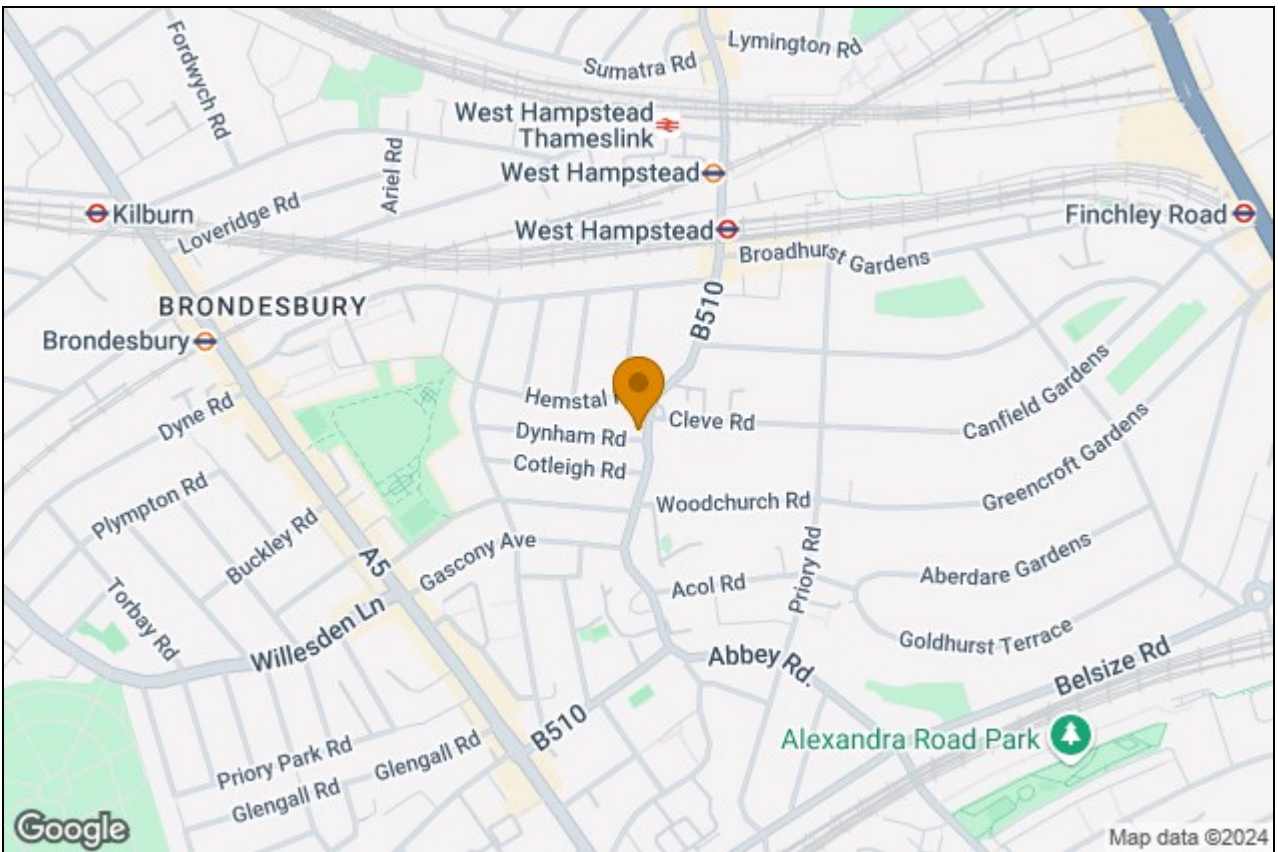 Fordwych Rd
Lymington Rd
Sumatra Rd
West Hampstead
Thameslink
Ariel Rd
West Hampstead
Kilburn
Loveridge Rd
West Hampstead
Finchley Road
Broadhurst Gardens
BRONDESBURY
B510
Brondesbury
Hemstal
Dyne Rd
Cleve Rd
Canfield Gardens
Dynham Rd
Cotleigh Rd
Greencroft Gardens
Plympton Rd
Woodchurch Rd
Buckley Rd
A5
Gascony Ave
Priory Rd
Aberdare Gardens
Torbay Rd
Acol Rd
Willesden Ln
Goldhurst Terrace
Abbey Rd.
Belsize Rd
B510
Alexandra Road Park
Priory Park Rd
Glengall Rd
Glengall Rd
Google
Map data ©2024